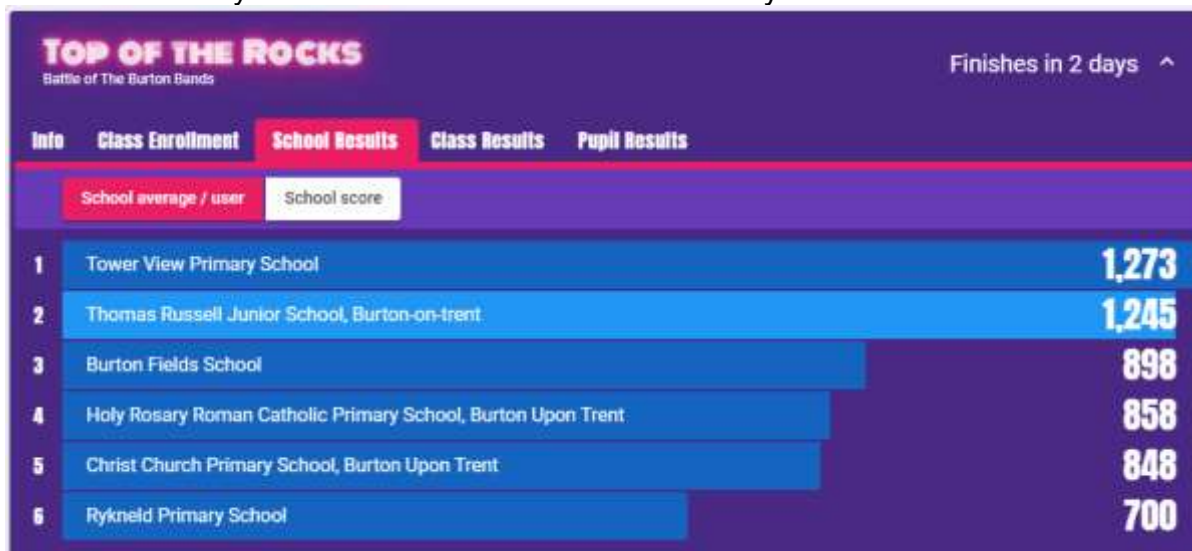 TOP OF THE ROCKS
Battle of The Burton Bands
Finishes in 2 days
Info Class Enrollment School Results Class Results Pupil Results
School average / user School score
1 Tower View Primary School 1,273
2 Thomas Russell Junior School, Burton-on-trent 1,245
3 Burton Fields School 898
4 Holy Rosary Roman Catholic Primary School, Burton Upon Trent 858
5 Christ Church Primary School, Burton Upon Trent 848
6 Rykneld Primary School 700